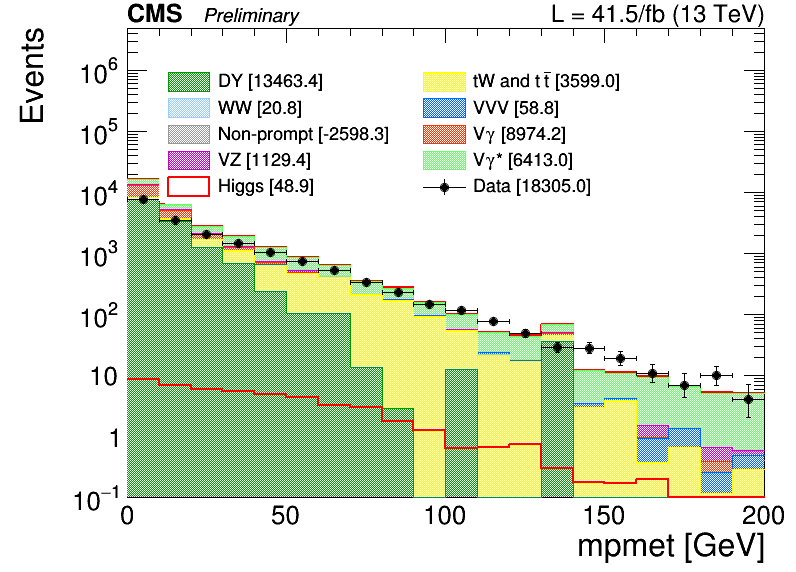 CMS Preliminary L = 41.5/fb (13 TeV)
Events
DY [13463.4]
WW [20.8]
Non-prompt [-2598.3]
VZ [1129.4]
Higgs [48.9]
tW and tt̅ [3599.0]
VVV [58.8]
Vγ [8974.2]
Vγ* [6413.0]
Data [18305.0]
10⁶
10⁵
10⁴
10³
10²
10
1
10⁻¹
0 50 100 150 200
mpmet [GeV]